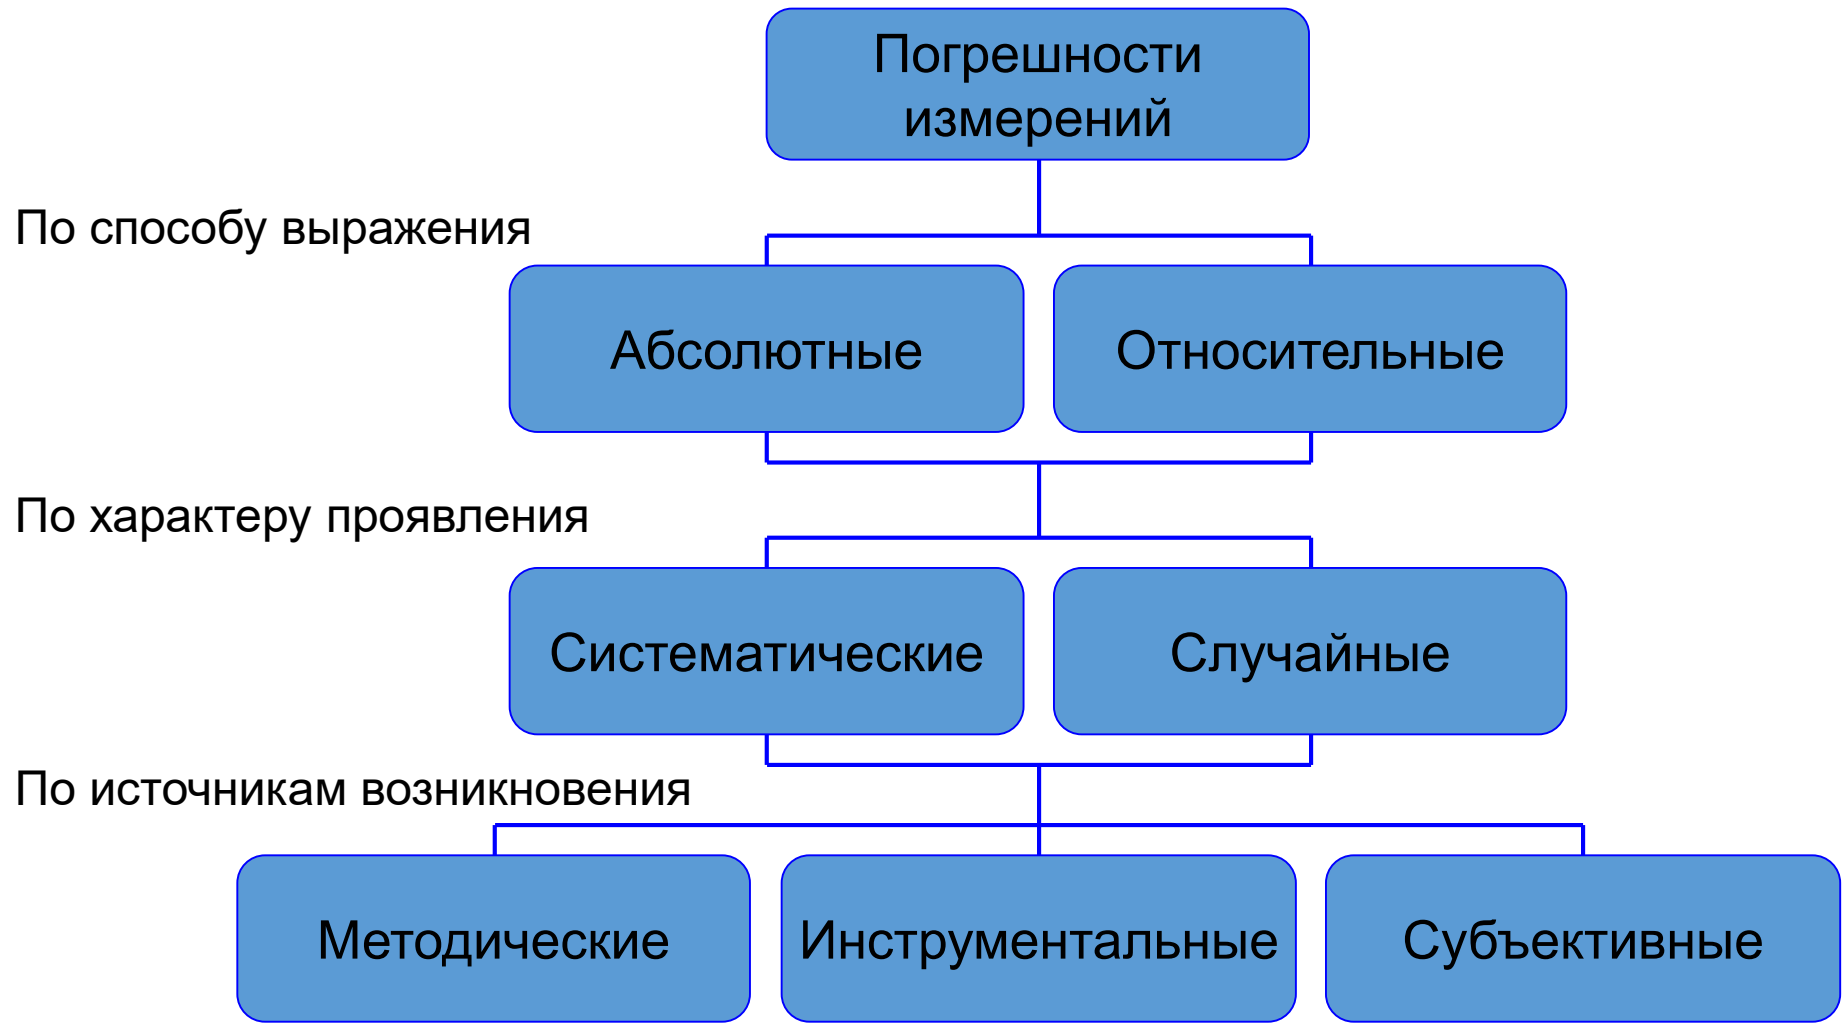 Погрешности
измерений
По способу выражения
Абсолютные
Относительные
По характеру проявления
Систематические
Случайные
По источникам возникновения
Методические
Инструментальные
Субъективные